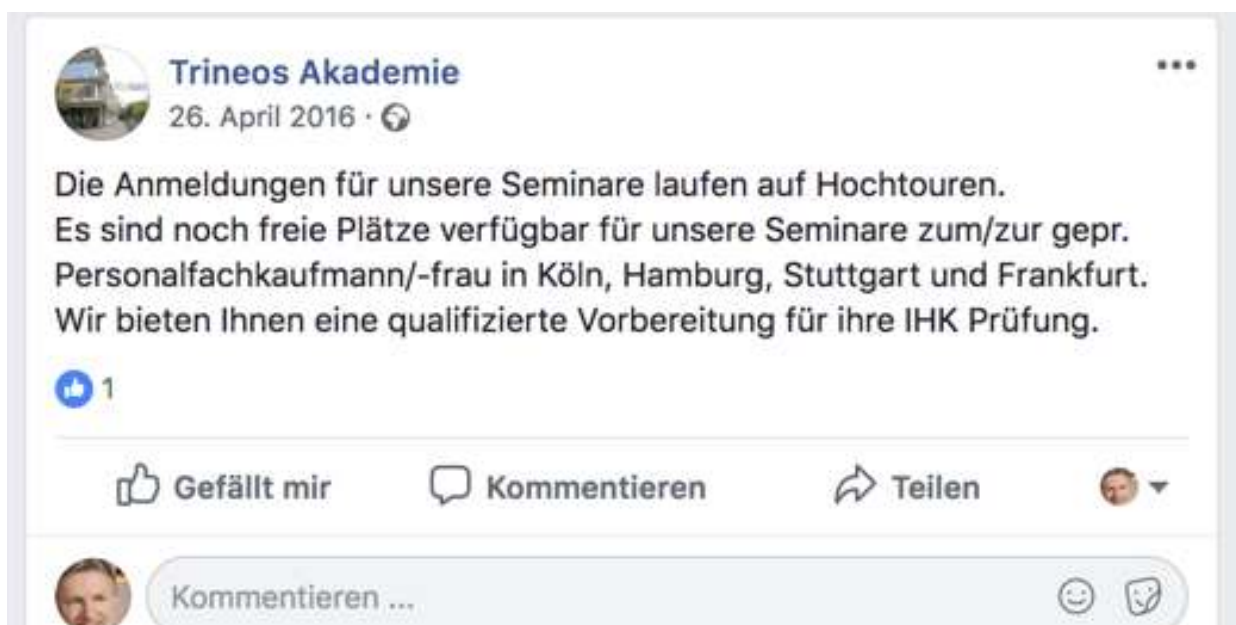 Trineos Akademie
26. April 2016 ·
Die Anmeldungen für unsere Seminare laufen auf Hochtouren.
Es sind noch freie Plätze verfügbar für unsere Seminare zum/zur gepr.
Personalfachkaufmann/-frau in Köln, Hamburg, Stuttgart und Frankfurt.
Wir bieten Ihnen eine qualifizierte Vorbereitung für ihre IHK Prüfung.
1
Gefällt mir Kommentieren Teilen
Kommentieren ...